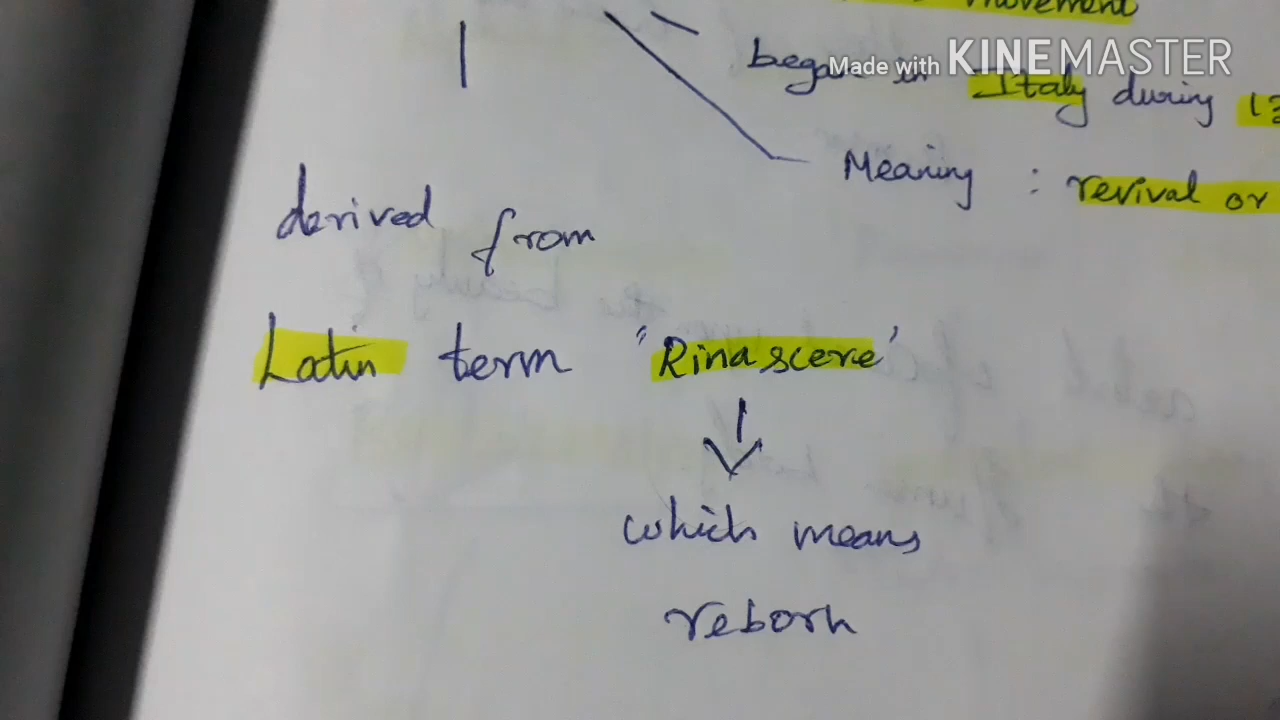 movement
began in Italy during
Made with KINEMASTER
Meaning : revival or
derived from
Latin term "Rinascere'
which means
reborn